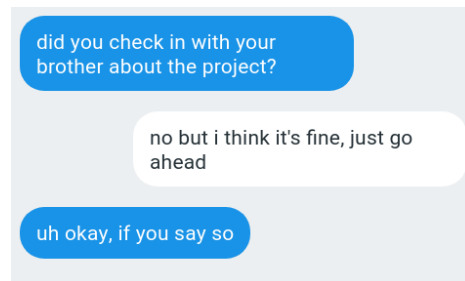 did you check in with your
brother about the project?
no but i think it's fine, just go
ahead
uh okay, if you say so